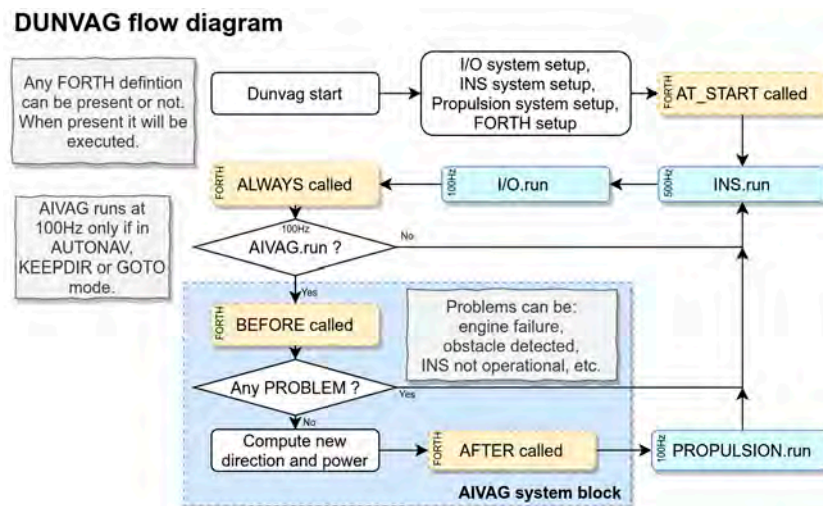 DUNVAG flow diagram
Any FORTH defintion
can be present or not.
When present it will be
executed.
Dunvag start
I/O system setup,
INS system setup,
Propulsion system setup,
FORTH setup
FORTH
AT_START called
FORTH
ALWAYS called
100Hz
I/O.run
500Hz
INS.run
AIVAG runs at
100Hz only if in
AUTONAV,
KEEPDIR or GOTO
mode.
100Hz
AIVAG.run ?
No
Yes
FORTH
BEFORE called
Problems can be:
engine failure,
obstacle detected,
INS not operational, etc.
Any PROBLEM ?
Yes
No
Compute new
direction and power
FORTH
AFTER called
100Hz
PROPULSION.run
AIVAG system block